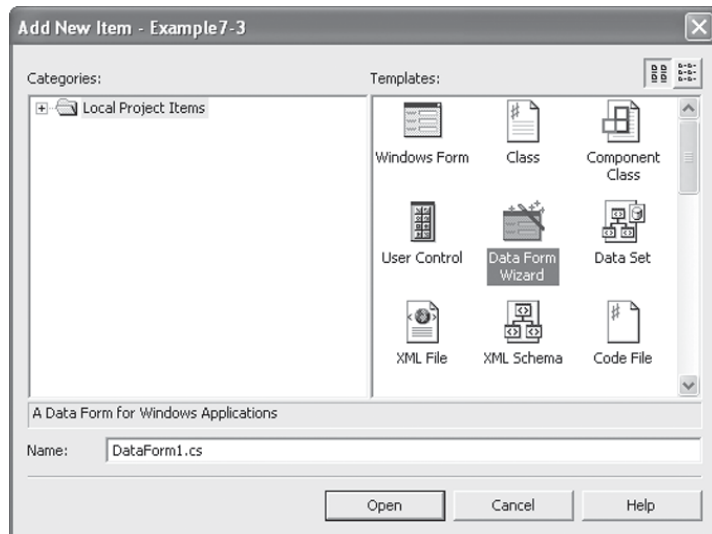 Add New Item - Example7-3
Categories:
Templates:
Local Project Items
Windows Form
Class
Component
Class
User Control
Data Form
Wizard
Data Set
XML File
XML Schema
Code File
A Data Form for Windows Applications
Name:
DataForm1.cs
Open
Cancel
Help